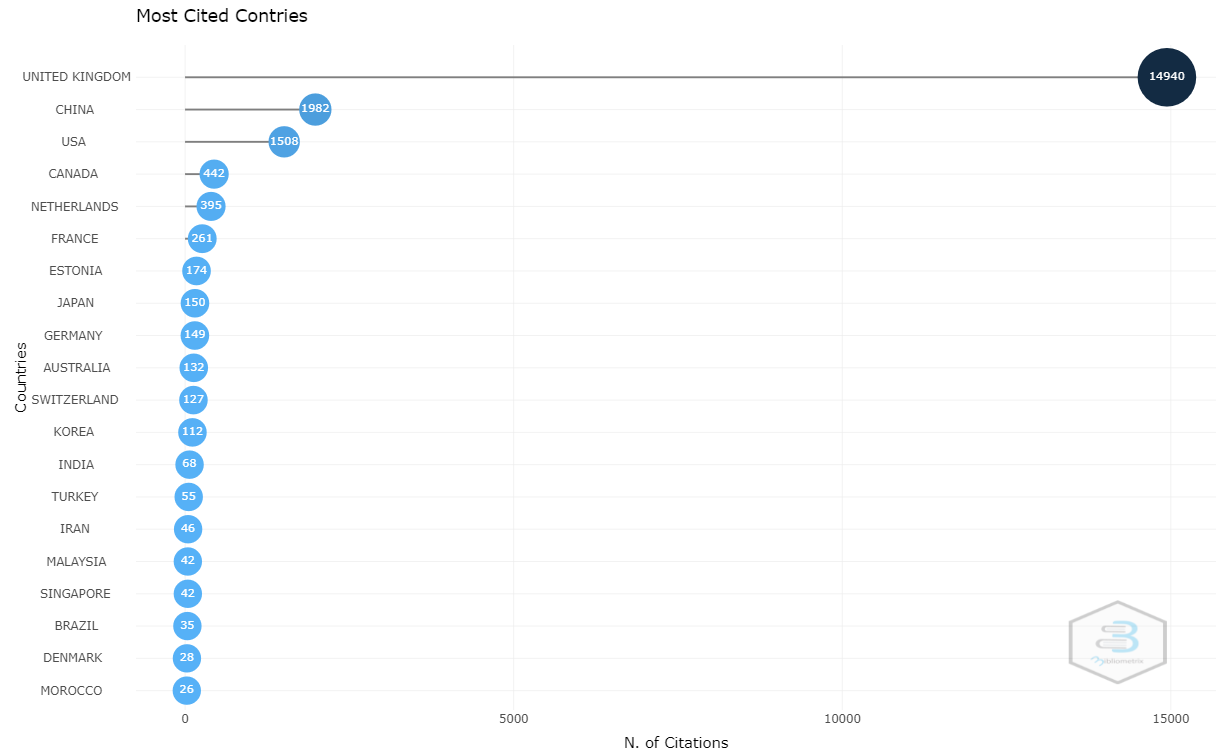 Most Cited Contries
UNITED KINGDOM 14940
CHINA 1982
USA 1508
CANADA 442
NETHERLANDS 395
FRANCE 261
ESTONIA 174
JAPAN 150
GERMANY 149
AUSTRALIA 132
SWITZERLAND 127
KOREA 112
INDIA 68
TURKEY 55
IRAN 46
MALAYSIA 42
SINGAPORE 42
BRAZIL 35
DENMARK 28
MOROCCO 26
Countries
0 5000 10000 15000
N. of Citations
bibliometrix